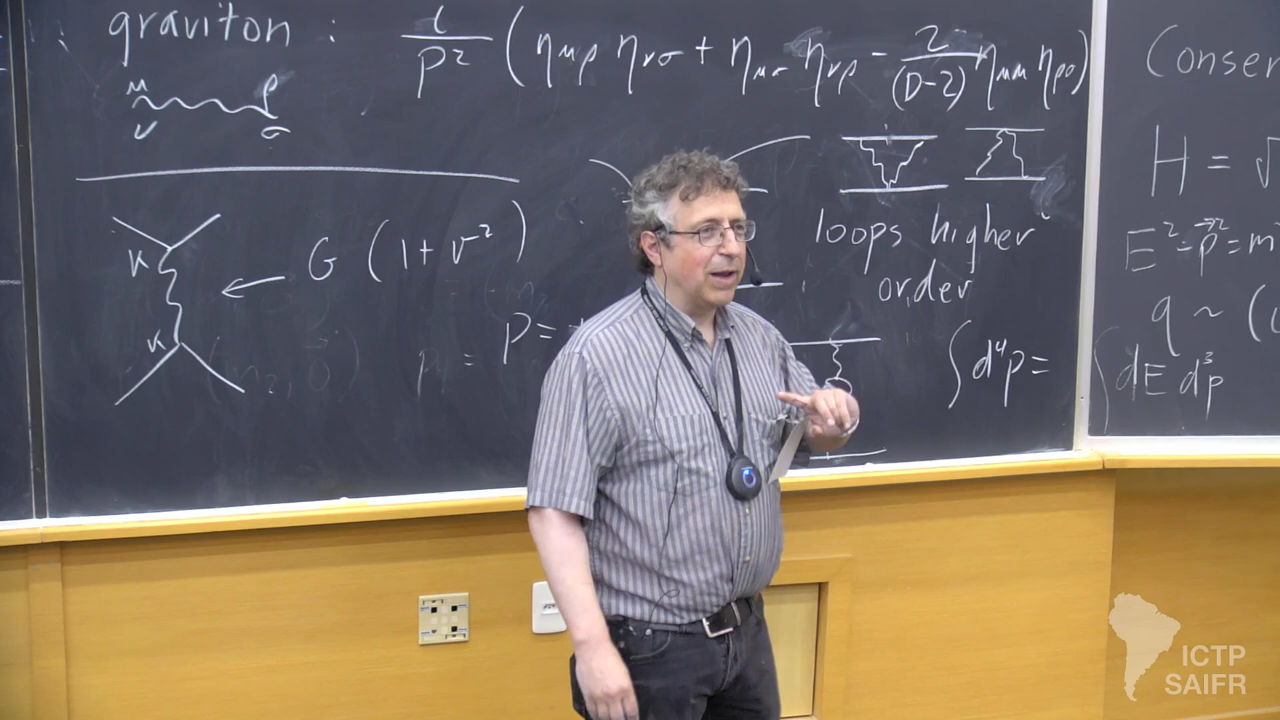 graviton : i/p² ( η_μρ η_νσ + η_μσ η_νρ - 2/(D-2) η_μν η_ρσ )
μ ρ
ν σ
κ
κ
G ( 1 + v⁻² )
loops higher
order
p =
∫ d⁴p =
Conser
H = √
E² = p⃗² = m
q ~ (
∫ dE d³p
ICTP
SAIFR